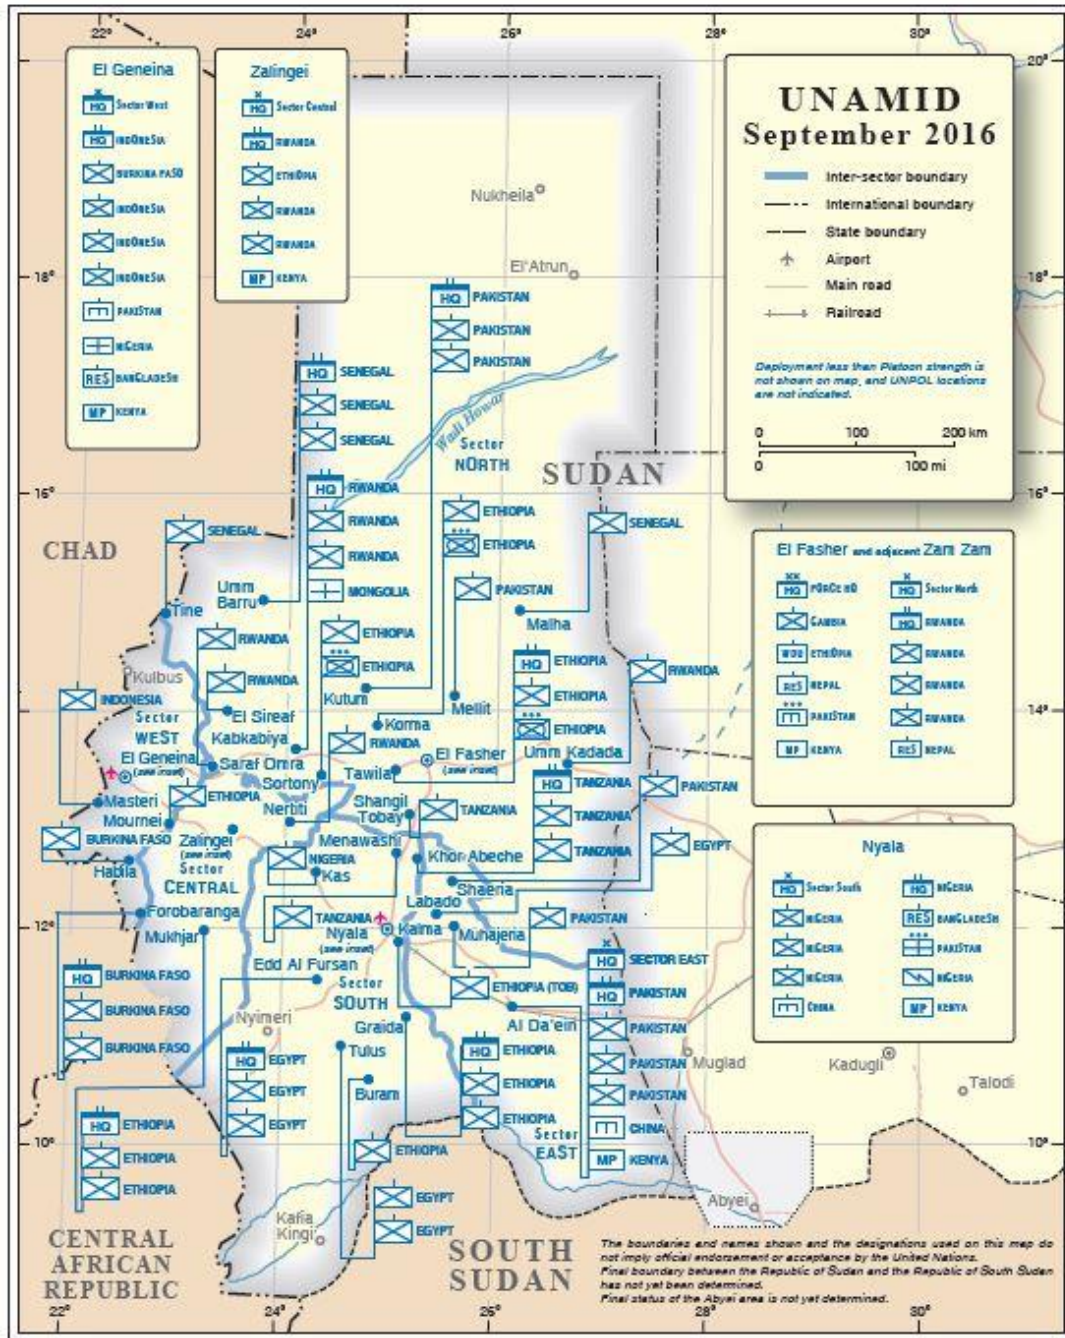 22°
24°
26°
28°
30°
20°
20°
El Geneina
HQ Sector West
HQ INDONESIA
BURKINA FASO
INDONESIA
INDONESIA
INDONESIA
PAKISTAN
NIGERIA
RES BANGLADESH
MP KENYA
Zalingei
HQ Sector Central
HQ RWANDA
ETHIOPIA
RWANDA
RWANDA
MP KENYA
UNAMID
September 2016
Inter-sector boundary
International boundary
State boundary
Airport
Main road
Railroad
Deployment less than Platoon strength is
not shown on map, and UNPOL locations
are not indicated.
0 100 200 km
0 100 mi
Nukheila
El'Atrun
18°
18°
HQ PAKISTAN
PAKISTAN
PAKISTAN
HQ SENEGAL
SENEGAL
SENEGAL
Wadi Howar
Sector
NORTH
SUDAN
16°
16°
HQ RWANDA
RWANDA
RWANDA
MONGOLIA
ETHIOPIA
ETHIOPIA
PAKISTAN
SENEGAL
SENEGAL
CHAD
Tine
Umm
Barru
Malha
El Fasher and adjacent Zam Zam
HQ FORCE HQ
GAMBIA
WDU ETHIOPIA
RES NEPAL
PAKISTAN
MP KENYA
HQ Sector North
HQ RWANDA
RWANDA
RWANDA
RWANDA
RES NEPAL
RWANDA
ETHIOPIA
ETHIOPIA
HQ ETHIOPIA
ETHIOPIA
ETHIOPIA
RWANDA
Kulbus
RWANDA
Kutum
Mellit
INDONESIA
El Sireaf
Korma
14°
14°
Sector
WEST
Kabkabiya
RWANDA
El Fasher
(see inset)
Umm Kadada
El Geneina
(see inset)
Saraf Omra
Sortony
Tawila
HQ TANZANIA
TANZANIA
TANZANIA
PAKISTAN
Masteri
ETHIOPIA
Nertiti
Shangil
Tobay
TANZANIA
Mournei
BURKINA FASO
Zalingei
(see inset)
Menawashi
EGYPT
Habila
Sector
CENTRAL
NIGERIA
Kas
Khor Abeche
Shaeria
Nyala
HQ Sector South
NIGERIA
NIGERIA
NIGERIA
CHINA
HQ NIGERIA
RES BANGLADESH
PAKISTAN
NIGERIA
MP KENYA
Forobaranga
Labado
TANZANIA
PAKISTAN
12°
12°
Mukhjar
Nyala
(see inset)
Kalma
Muhajeria
Edd Al Fursan
HQ SECTOR EAST
HQ PAKISTAN
PAKISTAN
PAKISTAN
PAKISTAN
CHINA
MP KENYA
HQ BURKINA FASO
BURKINA FASO
BURKINA FASO
Sector
SOUTH
ETHIOPIA (TOB)
Nyimeri
Graida
Al Da'ein
Tulus
HQ EGYPT
EGYPT
EGYPT
HQ ETHIOPIA
ETHIOPIA
ETHIOPIA
Buram
Muglad
Kadugli
Talodi
HQ ETHIOPIA
ETHIOPIA
ETHIOPIA
10°
10°
ETHIOPIA
Sector
EAST
EGYPT
EGYPT
Abyei
Kafia
Kingi
CENTRAL
AFRICAN
REPUBLIC
SOUTH
SUDAN
The boundaries and names shown and the designations used on this map do
not imply official endorsement or acceptance by the United Nations.
Final boundary between the Republic of Sudan and the Republic of South Sudan
has not yet been determined.
Final status of the Abyei area is not yet determined.
22°
24°
26°
28°
30°